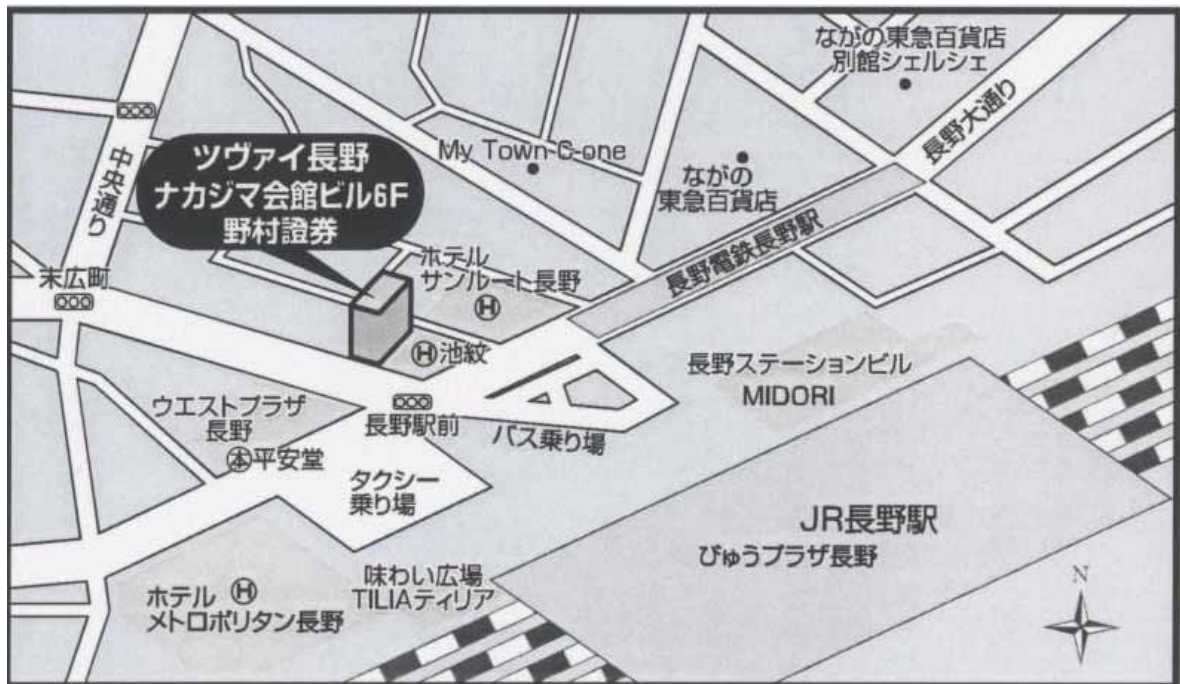 ながの東急百貨店
別館シェルシェ
長野大通り
中央通り
ツヴァイ長野
ナカジマ会館ビル6F
野村證券
My Town C-one
ながの
東急百貨店
長野電鉄長野駅
末広町
ホテル
サンルート長野
H
H池紋
長野ステーションビル
MIDORI
ウエストプラザ
長野
本平安堂
長野駅前
バス乗り場
タクシー
乗り場
JR長野駅
びゅうプラザ長野
味わい広場
TILIAティリア
ホテル H
メトロポリタン長野
N